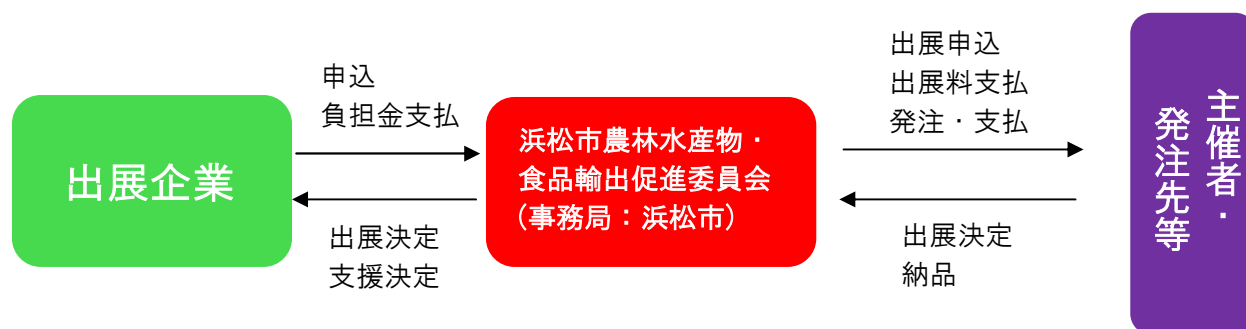 出展企業
申込
負担金支払
出展決定
支援決定
浜松市農林水産物・
食品輸出促進委員会
(事務局：浜松市)
出展申込
出展料支払
発注・支払
出展決定
納品
主催者・
発注先等